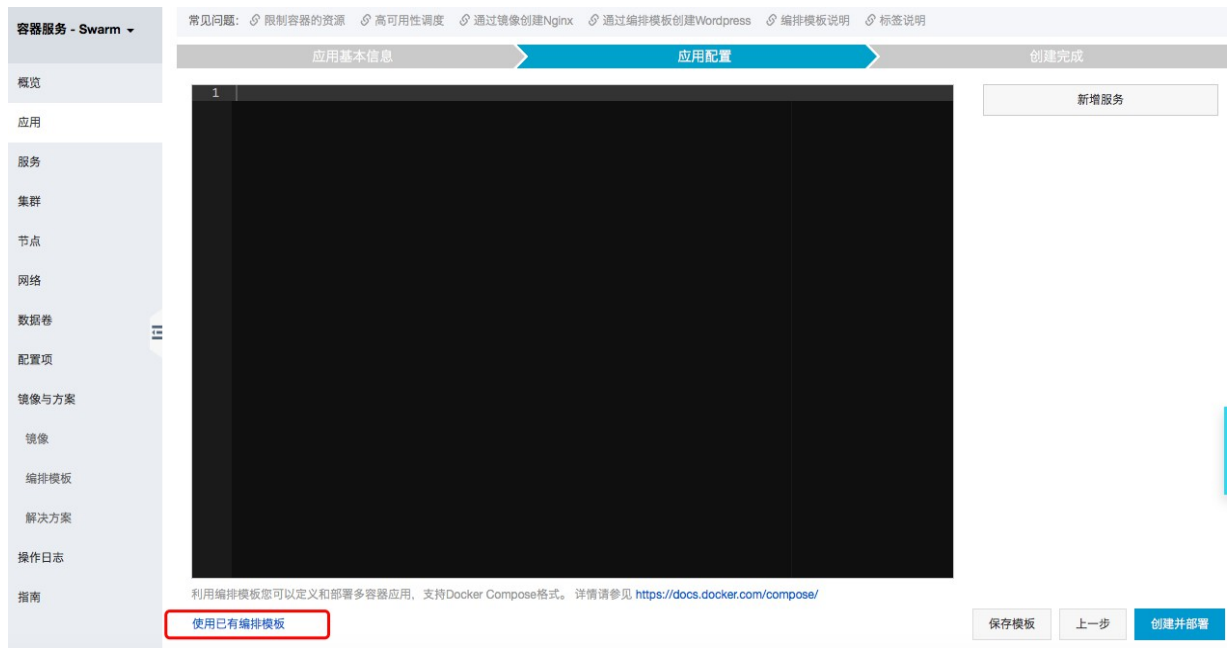 容器服务 - Swarm
常见问题： 限制容器的资源 高可用性调度 通过镜像创建Nginx 通过编排模板创建Wordpress 编排模板说明 标签说明
应用基本信息 应用配置 创建完成
概览
应用
服务
集群
节点
网络
数据卷
配置项
镜像与方案
镜像
编排模板
解决方案
操作日志
指南
1
新增服务
利用编排模板您可以定义和部署多容器应用，支持Docker Compose格式。 详情请参见 https://docs.docker.com/compose/
使用已有编排模板
保存模板 上一步 创建并部署